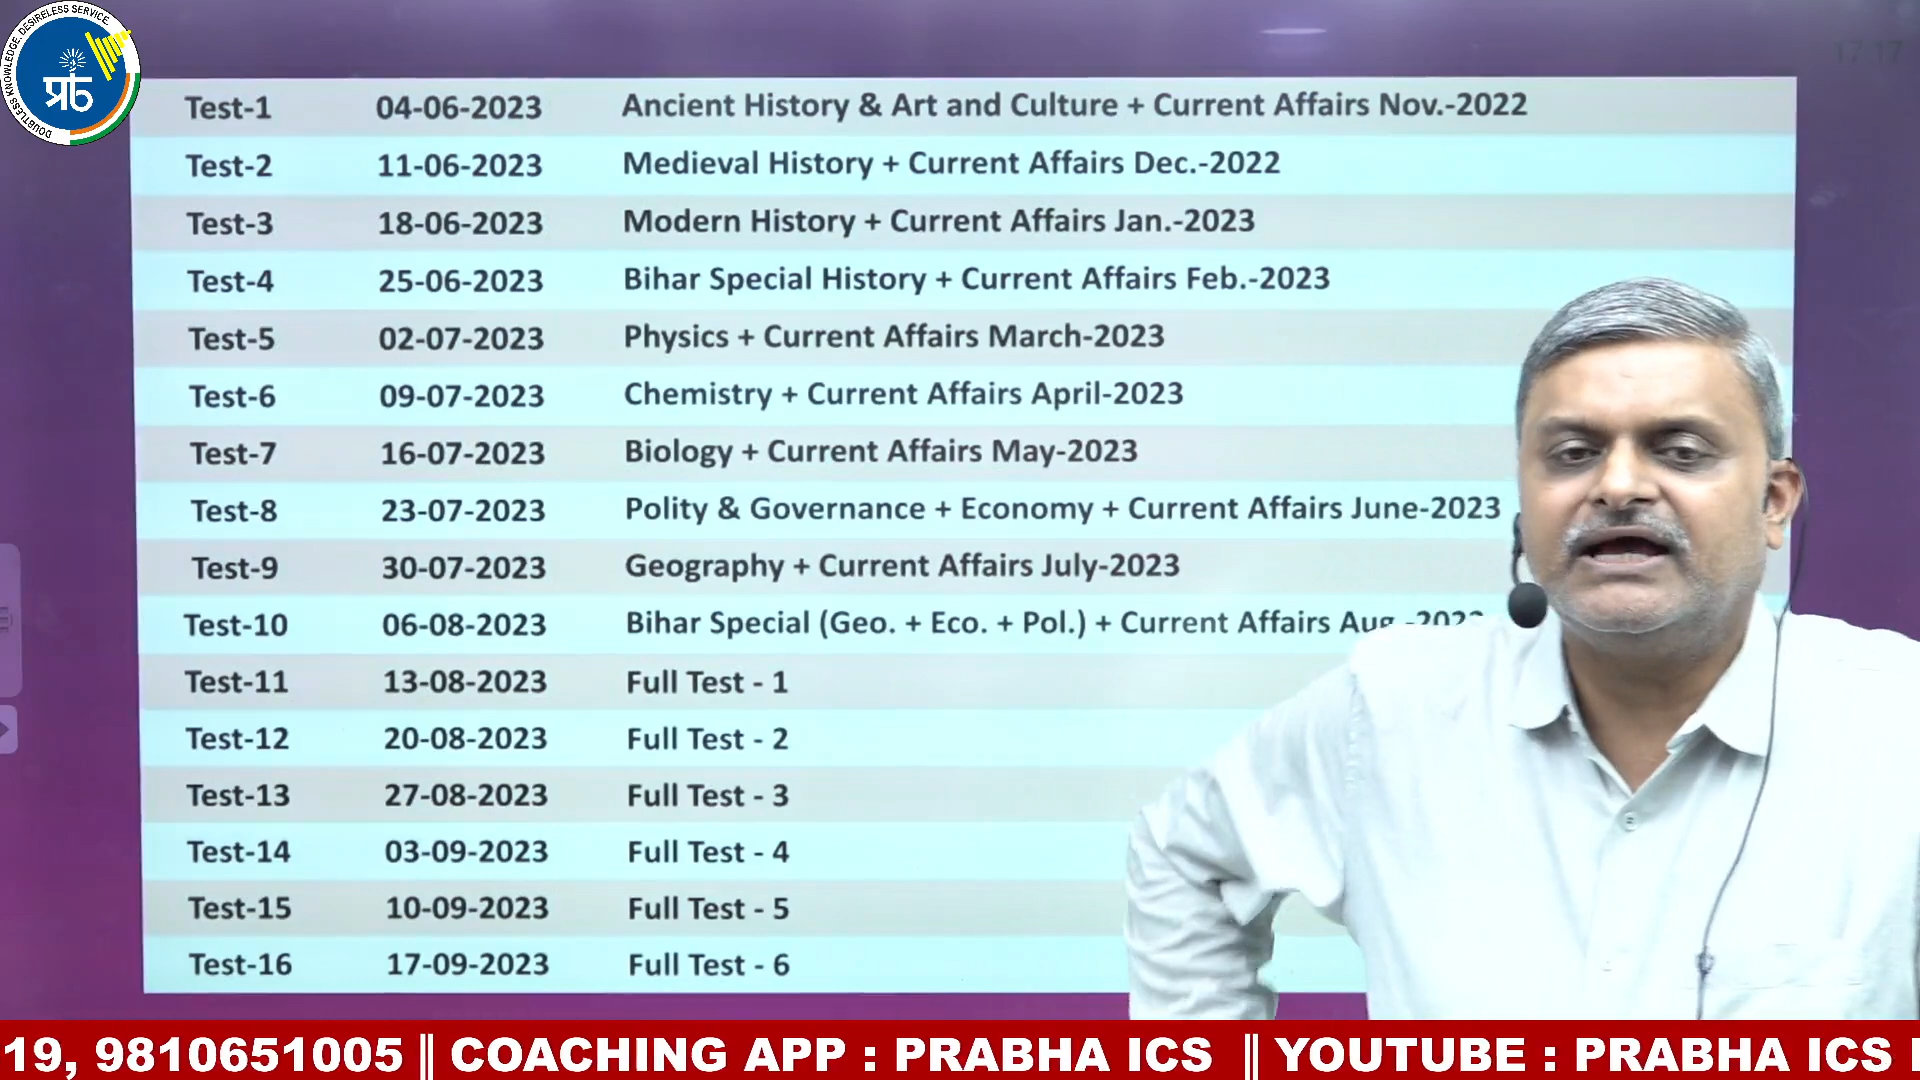 DOUBTLESS KNOWLEDGE, DESIRELESS SERVICE.
प्रभा
17:17
Test-1 04-06-2023 Ancient History & Art and Culture + Current Affairs Nov.-2022
Test-2 11-06-2023 Medieval History + Current Affairs Dec.-2022
Test-3 18-06-2023 Modern History + Current Affairs Jan.-2023
Test-4 25-06-2023 Bihar Special History + Current Affairs Feb.-2023
Test-5 02-07-2023 Physics + Current Affairs March-2023
Test-6 09-07-2023 Chemistry + Current Affairs April-2023
Test-7 16-07-2023 Biology + Current Affairs May-2023
Test-8 23-07-2023 Polity & Governance + Economy + Current Affairs June-2023
Test-9 30-07-2023 Geography + Current Affairs July-2023
Test-10 06-08-2023 Bihar Special (Geo. + Eco. + Pol.) + Current Affairs Aug.-2023
Test-11 13-08-2023 Full Test - 1
Test-12 20-08-2023 Full Test - 2
Test-13 27-08-2023 Full Test - 3
Test-14 03-09-2023 Full Test - 4
Test-15 10-09-2023 Full Test - 5
Test-16 17-09-2023 Full Test - 6
19, 9810651005 || COACHING APP : PRABHA ICS || YOUTUBE : PRABHA ICS